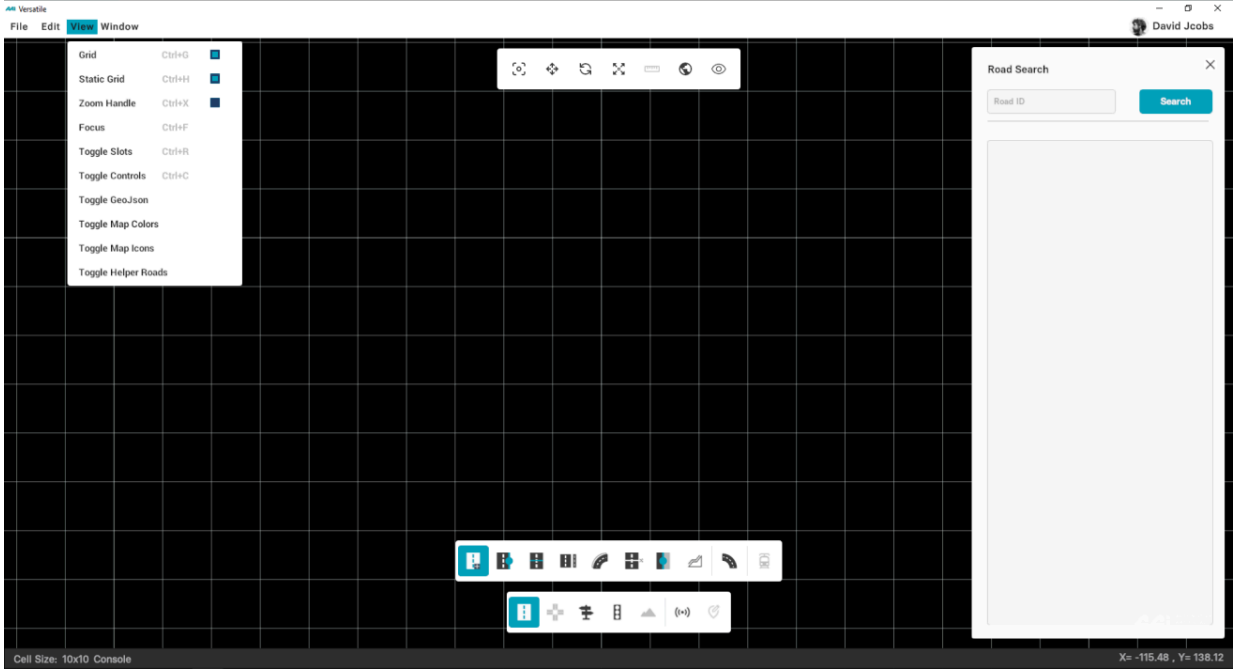 Versatile
File Edit View Window
David Jcobs
Grid Ctrl+G
Static Grid Ctrl+H
Zoom Handle Ctrl+X
Focus Ctrl+F
Toggle Slots Ctrl+R
Toggle Controls Ctrl+C
Toggle GeoJson
Toggle Map Colors
Toggle Map Icons
Toggle Helper Roads
Road Search
Road ID Search
Cell Size: 10x10 Console
X= -115.48 , Y= 138.12